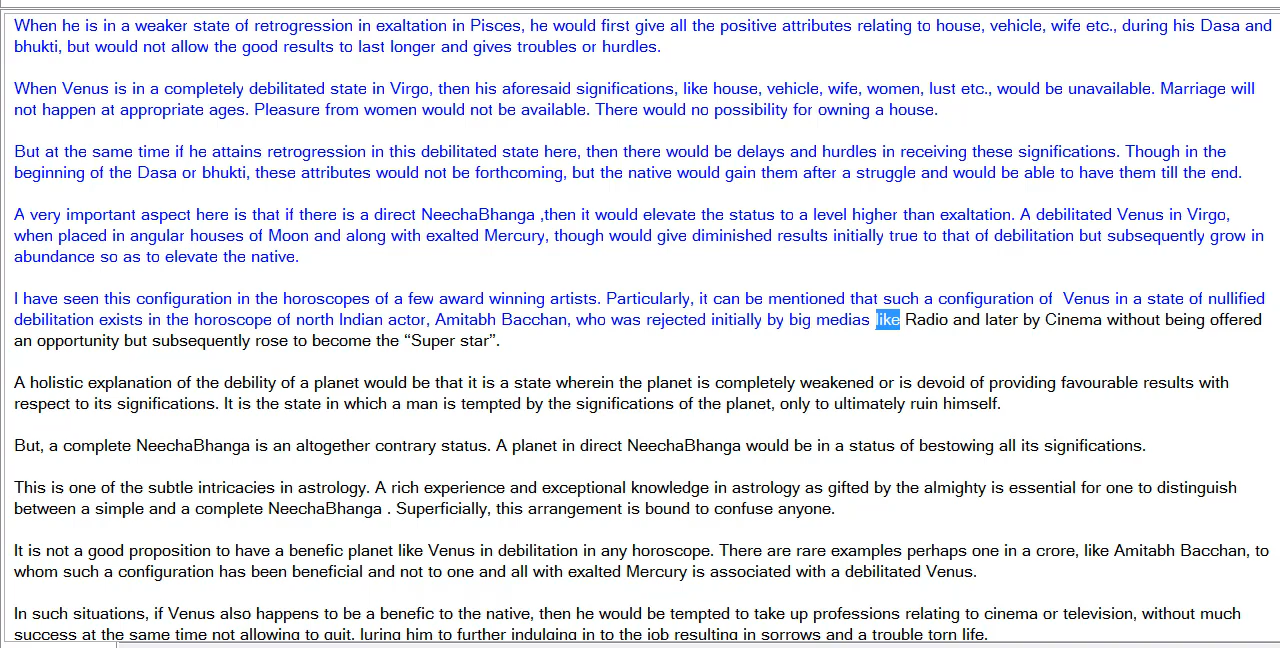 When he is in a weaker state of retrogression in exaltation in Pisces, he would first give all the positive attributes relating to house, vehicle, wife etc., during his Dasa and
bhukti, but would not allow the good results to last longer and gives troubles or hurdles.
When Venus is in a completely debilitated state in Virgo, then his aforesaid significations, like house, vehicle, wife, women, lust etc., would be unavailable. Marriage will
not happen at appropriate ages. Pleasure from women would not be available. There would no possibility for owning a house.
But at the same time if he attains retrogression in this debilitated state here, then there would be delays and hurdles in receiving these significations. Though in the
beginning of the Dasa or bhukti, these attributes would not be forthcoming, but the native would gain them after a struggle and would be able to have them till the end.
A very important aspect here is that if there is a direct NeechaBhanga ,then it would elevate the status to a level higher than exaltation. A debilitated Venus in Virgo,
when placed in angular houses of Moon and along with exalted Mercury, though would give diminished results initially true to that of debilitation but subsequently grow in
abundance so as to elevate the native.
I have seen this configuration in the horoscopes of a few award winning artists. Particularly, it can be mentioned that such a configuration of  Venus in a state of nullified
debilitation exists in the horoscope of north Indian actor, Amitabh Bacchan, who was rejected initially by big medias like Radio and later by Cinema without being offered
an opportunity but subsequently rose to become the “Super star”.
A holistic explanation of the debility of a planet would be that it is a state wherein the planet is completely weakened or is devoid of providing favourable results with
respect to its significations. It is the state in which a man is tempted by the significations of the planet, only to ultimately ruin himself.
But, a complete NeechaBhanga is an altogether contrary status. A planet in direct NeechaBhanga would be in a status of bestowing all its significations.
This is one of the subtle intricacies in astrology. A rich experience and exceptional knowledge in astrology as gifted by the almighty is essential for one to distinguish
between a simple and a complete NeechaBhanga . Superficially, this arrangement is bound to confuse anyone.
It is not a good proposition to have a benefic planet like Venus in debilitation in any horoscope. There are rare examples perhaps one in a crore, like Amitabh Bacchan, to
whom such a configuration has been beneficial and not to one and all with exalted Mercury is associated with a debilitated Venus.
In such situations, if Venus also happens to be a benefic to the native, then he would be tempted to take up professions relating to cinema or television, without much
success at the same time not allowing to quit, luring him to further indulging in to the job resulting in sorrows and a trouble torn life.